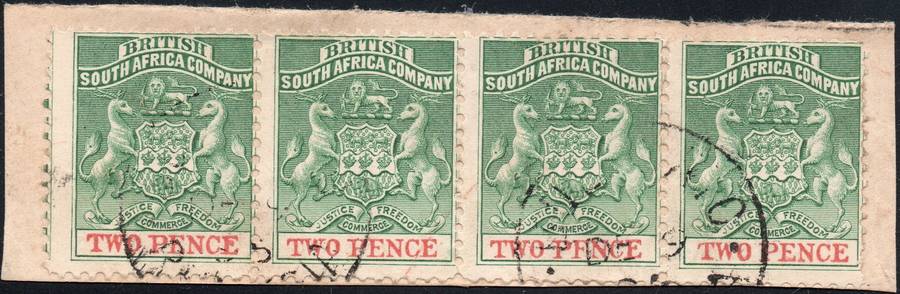 BRITISH
SOUTH AFRICA COMPANY
JUSTICE FREEDOM
COMMERCE
TWO PENCE
BRITISH
SOUTH AFRICA COMPANY
JUSTICE FREEDOM
COMMERCE
TWO PENCE
BRITISH
SOUTH AFRICA COMPANY
JUSTICE FREEDOM
COMMERCE
TWO PENCE
BRITISH
SOUTH AFRICA COMPANY
JUSTICE FREEDOM
COMMERCE
TWO PENCE